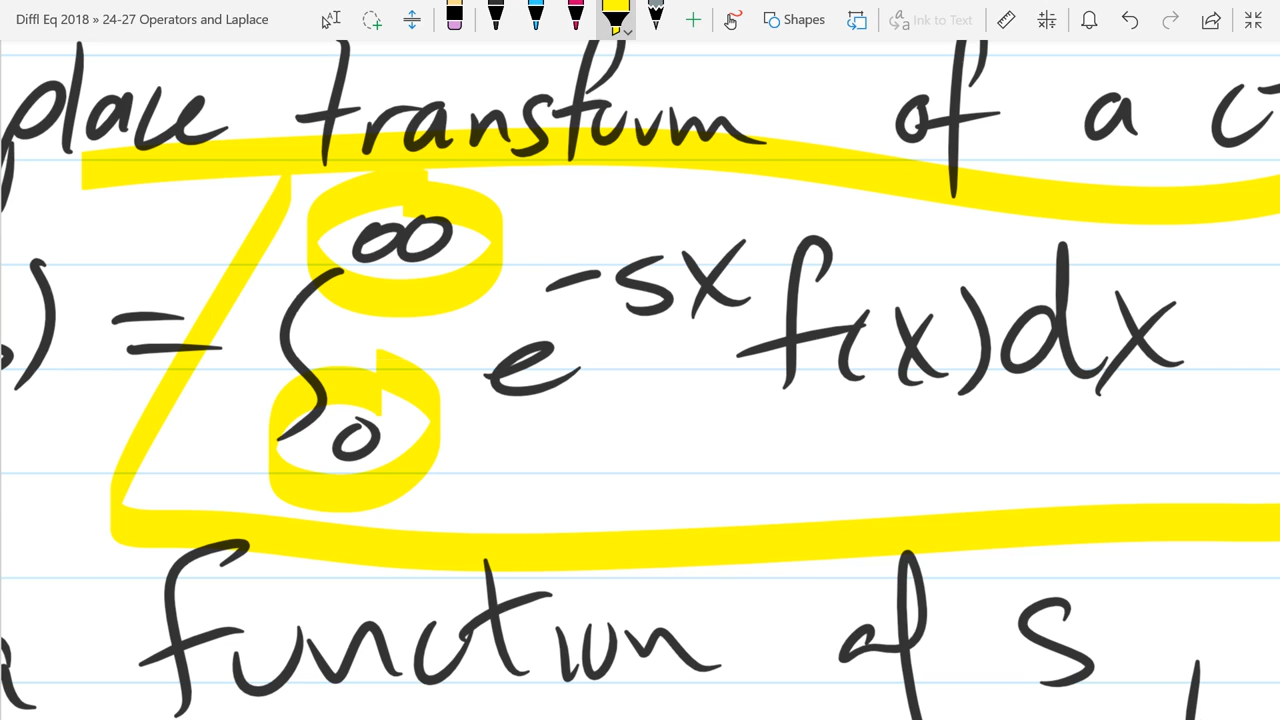 Diffl Eq 2018 » 24-27 Operators and Laplace
Shapes
Ink to Text
place transform of a
) = ∫₀^∞ e^{-sx} f(x)dx
function of s,